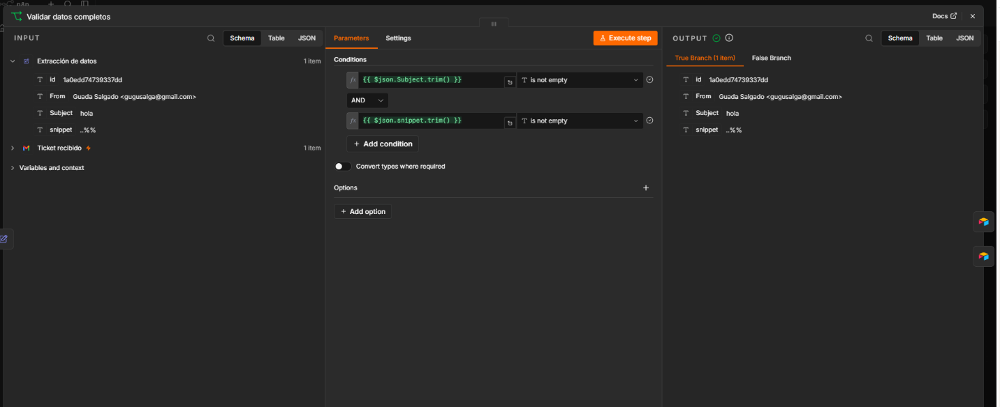 n8n
Validar datos completos
Docs
INPUT
Schema Table JSON
Extracción de datos 1 item
T id 1a0edd74739337dd
T From Guada Salgado <gugusalga@gmail.com>
T Subject hola
T snippet ..%%
Ticket recibido 1 item
Variables and context
Parameters Settings Execute step
Conditions
fx {{ $json.Subject.trim() }} T is not empty
AND
fx {{ $json.snippet.trim() }} T is not empty
+ Add condition
Convert types where required
Options +
+ Add option
OUTPUT
Schema Table JSON
True Branch (1 item) False Branch
T id 1a0edd74739337dd
T From Guada Salgado <gugusalga@gmail.com>
T Subject hola
T snippet ..%%